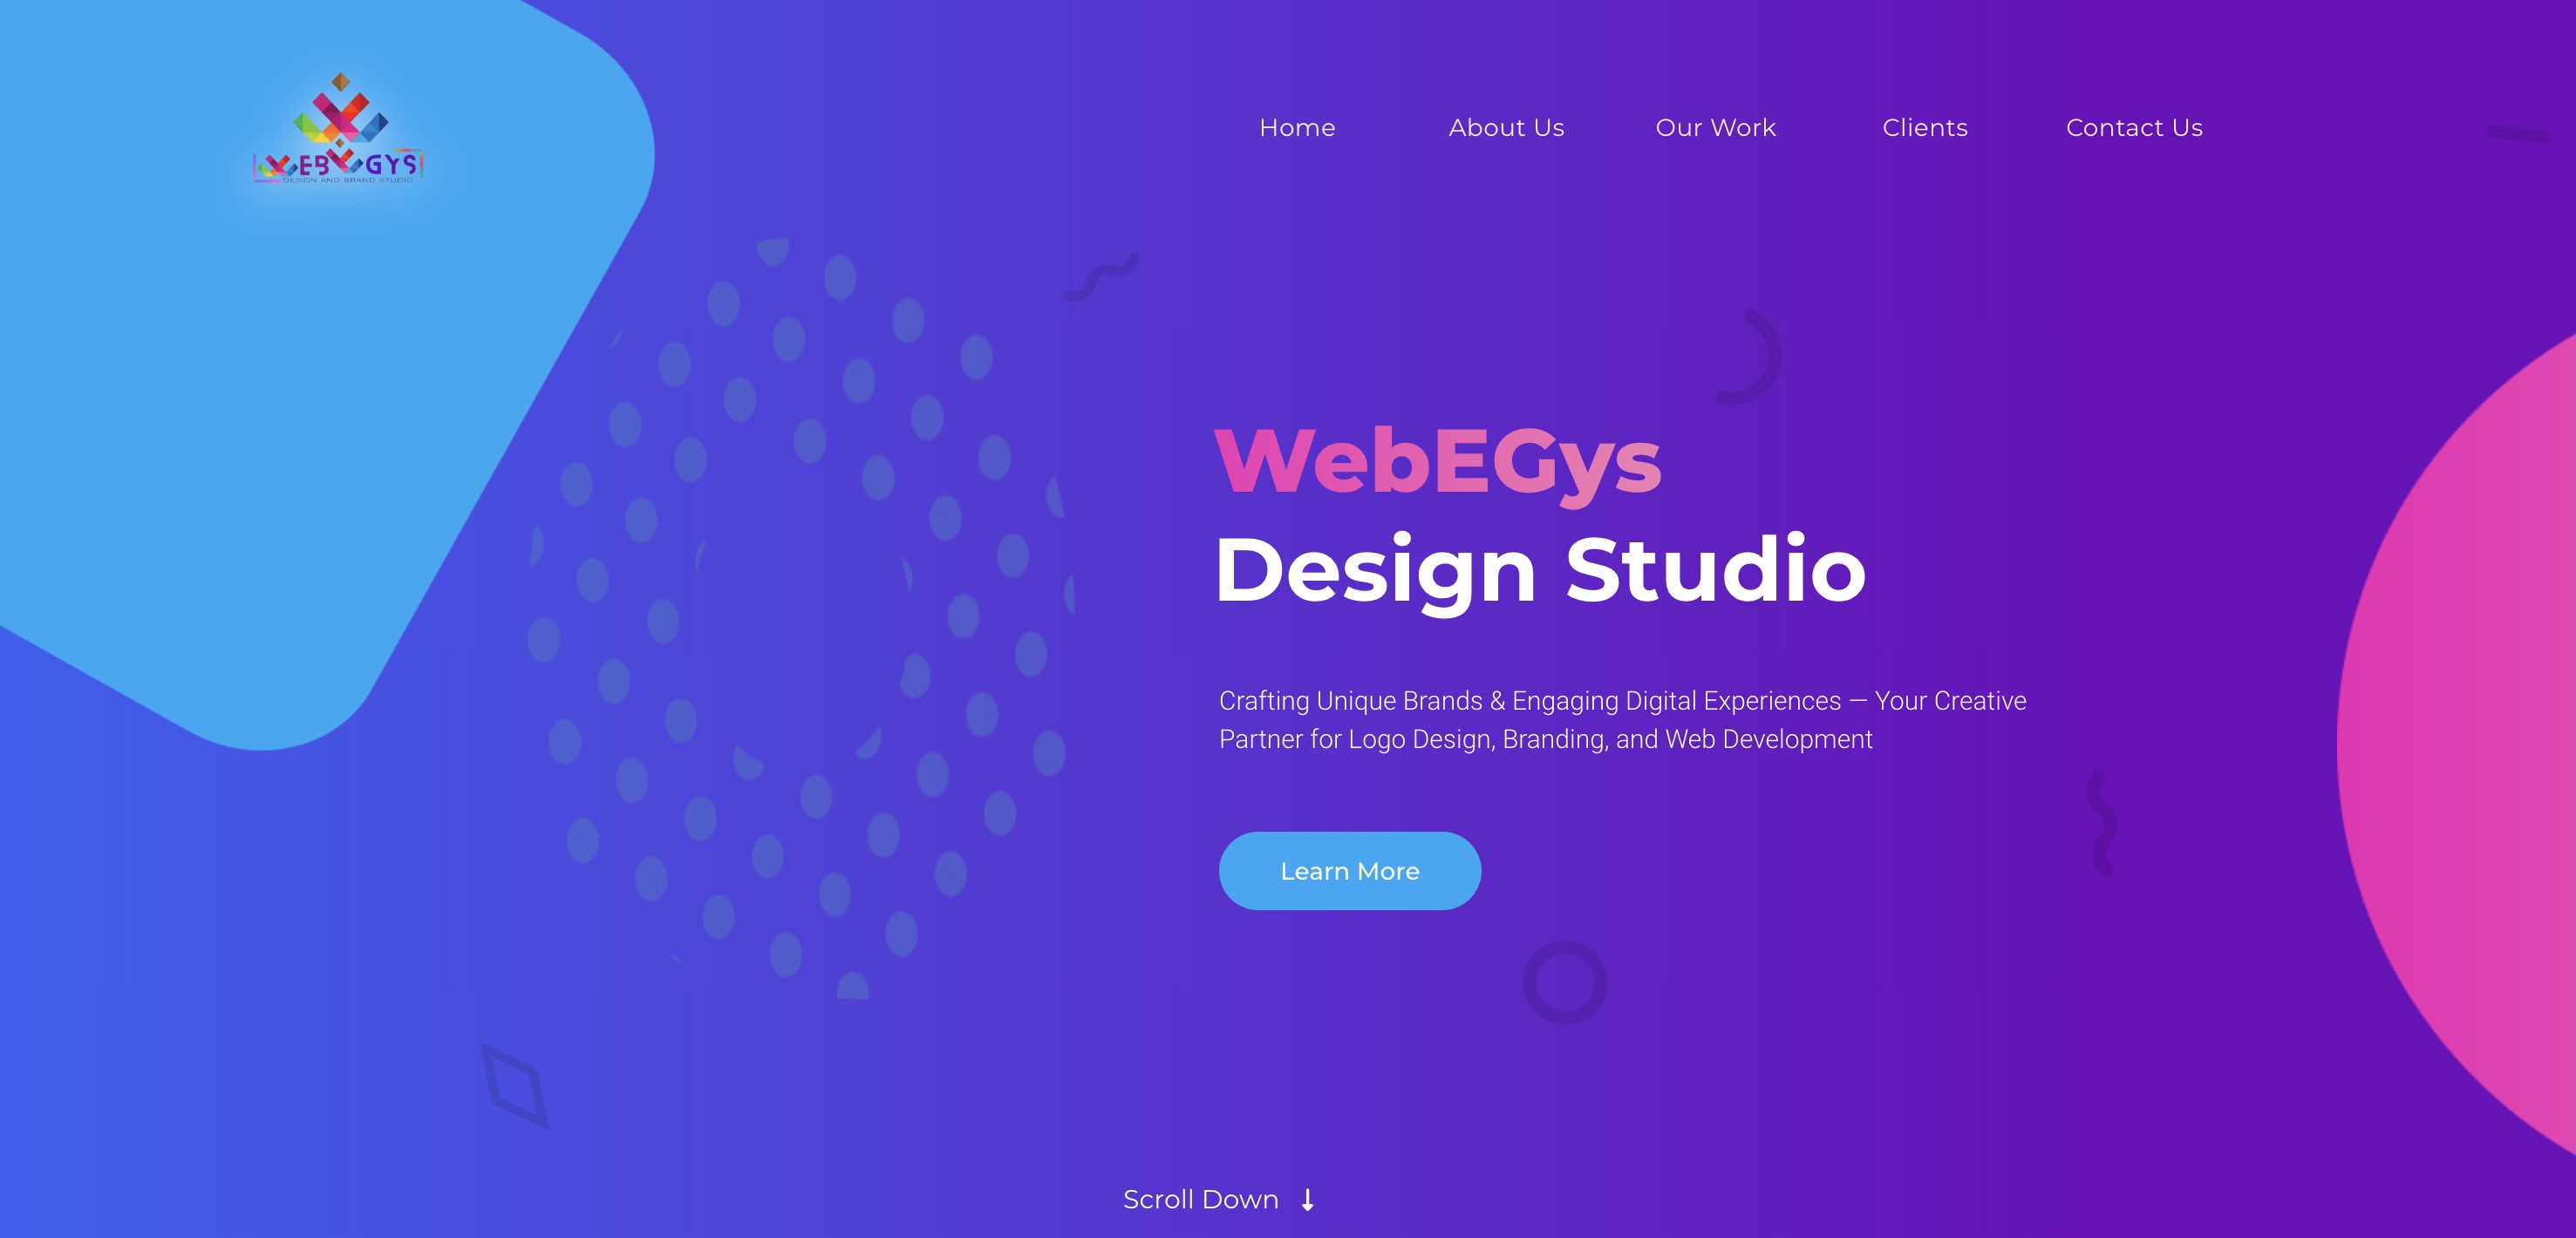 WEBEGYS
DESIGN AND BRAND STUDIO
Home About Us Our Work Clients Contact Us
WebEGys
Design Studio
Crafting Unique Brands & Engaging Digital Experiences — Your Creative
Partner for Logo Design, Branding, and Web Development
Learn More
Scroll Down